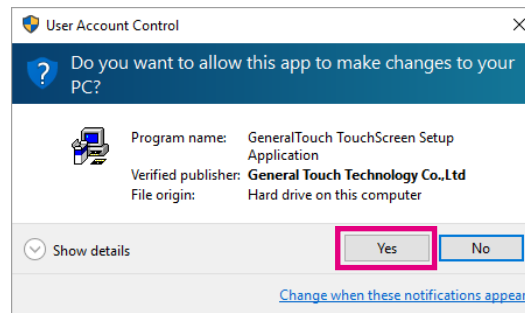 User Account Control
Do you want to allow this app to make changes to your
PC?
Program name: GeneralTouch TouchScreen Setup
Application
Verified publisher: General Touch Technology Co.,Ltd
File origin: Hard drive on this computer
Show details
Yes No
Change when these notifications appear